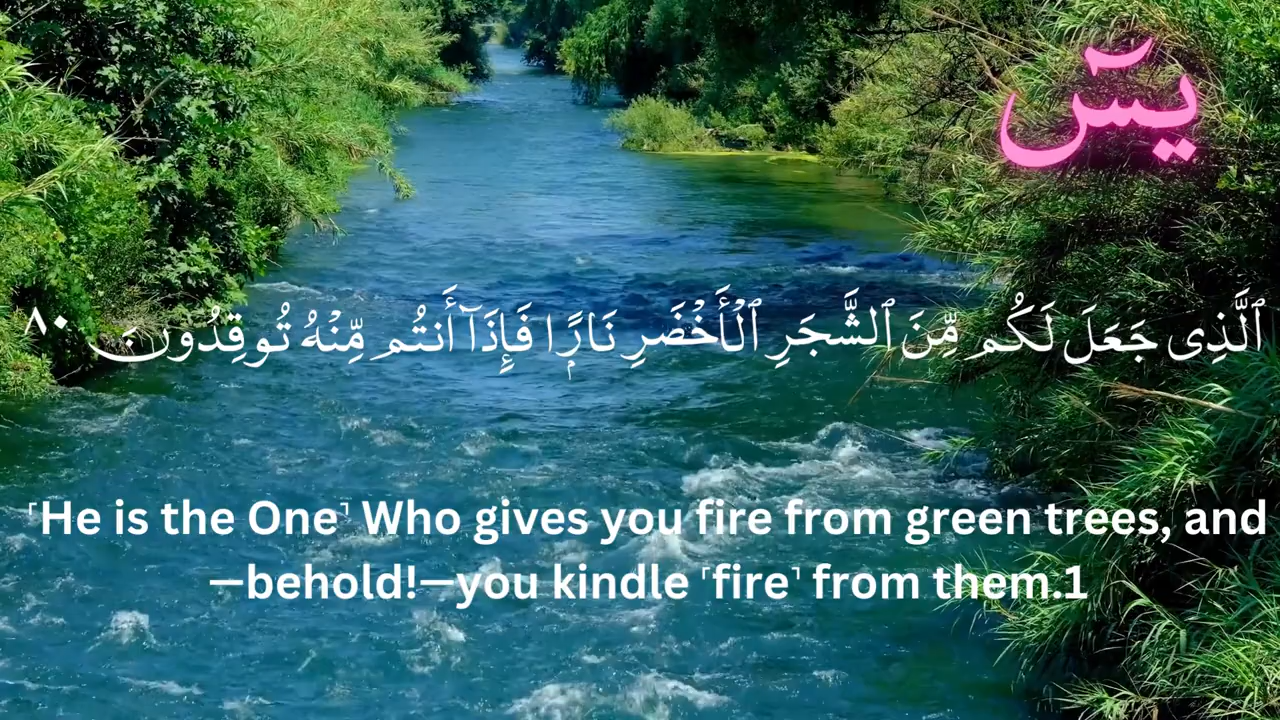 يسٓ
ٱلَّذِى جَعَلَ لَكُم مِّنَ ٱلشَّجَرِ ٱلْأَخْضَرِ نَارًۭا فَإِذَآ أَنتُم مِّنْهُ تُوقِدُونَ ٨٠
˹He is the One˺ Who gives you fire from green trees, and
—behold!—you kindle ˹fire˺ from them.1